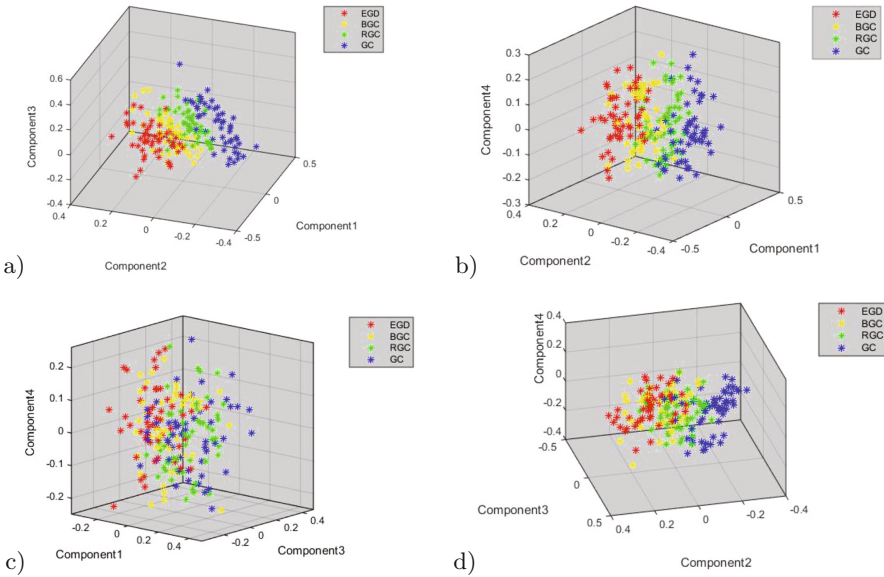 a)
EGD
BGC
RGC
GC
Component3
0.6
0.4
0.2
0
-0.2
-0.4
0.4
0.2
0
-0.2
-0.4
Component2
-0.5
0
0.5
Component1
b)
EGD
BGC
RGC
GC
Component4
0.3
0.2
0.1
0
-0.1
-0.2
-0.3
0.4
0.2
0
-0.2
-0.4
Component2
-0.5
0
0.5
Component1
c)
EGD
BGC
RGC
GC
Component4
0.2
0.1
0
-0.1
-0.2
-0.2
0
0.2
0.4
Component1
-0.2
0
0.2
0.4
Component3
d)
EGD
BGC
RGC
GC
Component4
0.4
0.2
0
-0.2
-0.4
-0.5
0
0.5
Component3
0.4
0.2
0
-0.2
-0.4
Component2